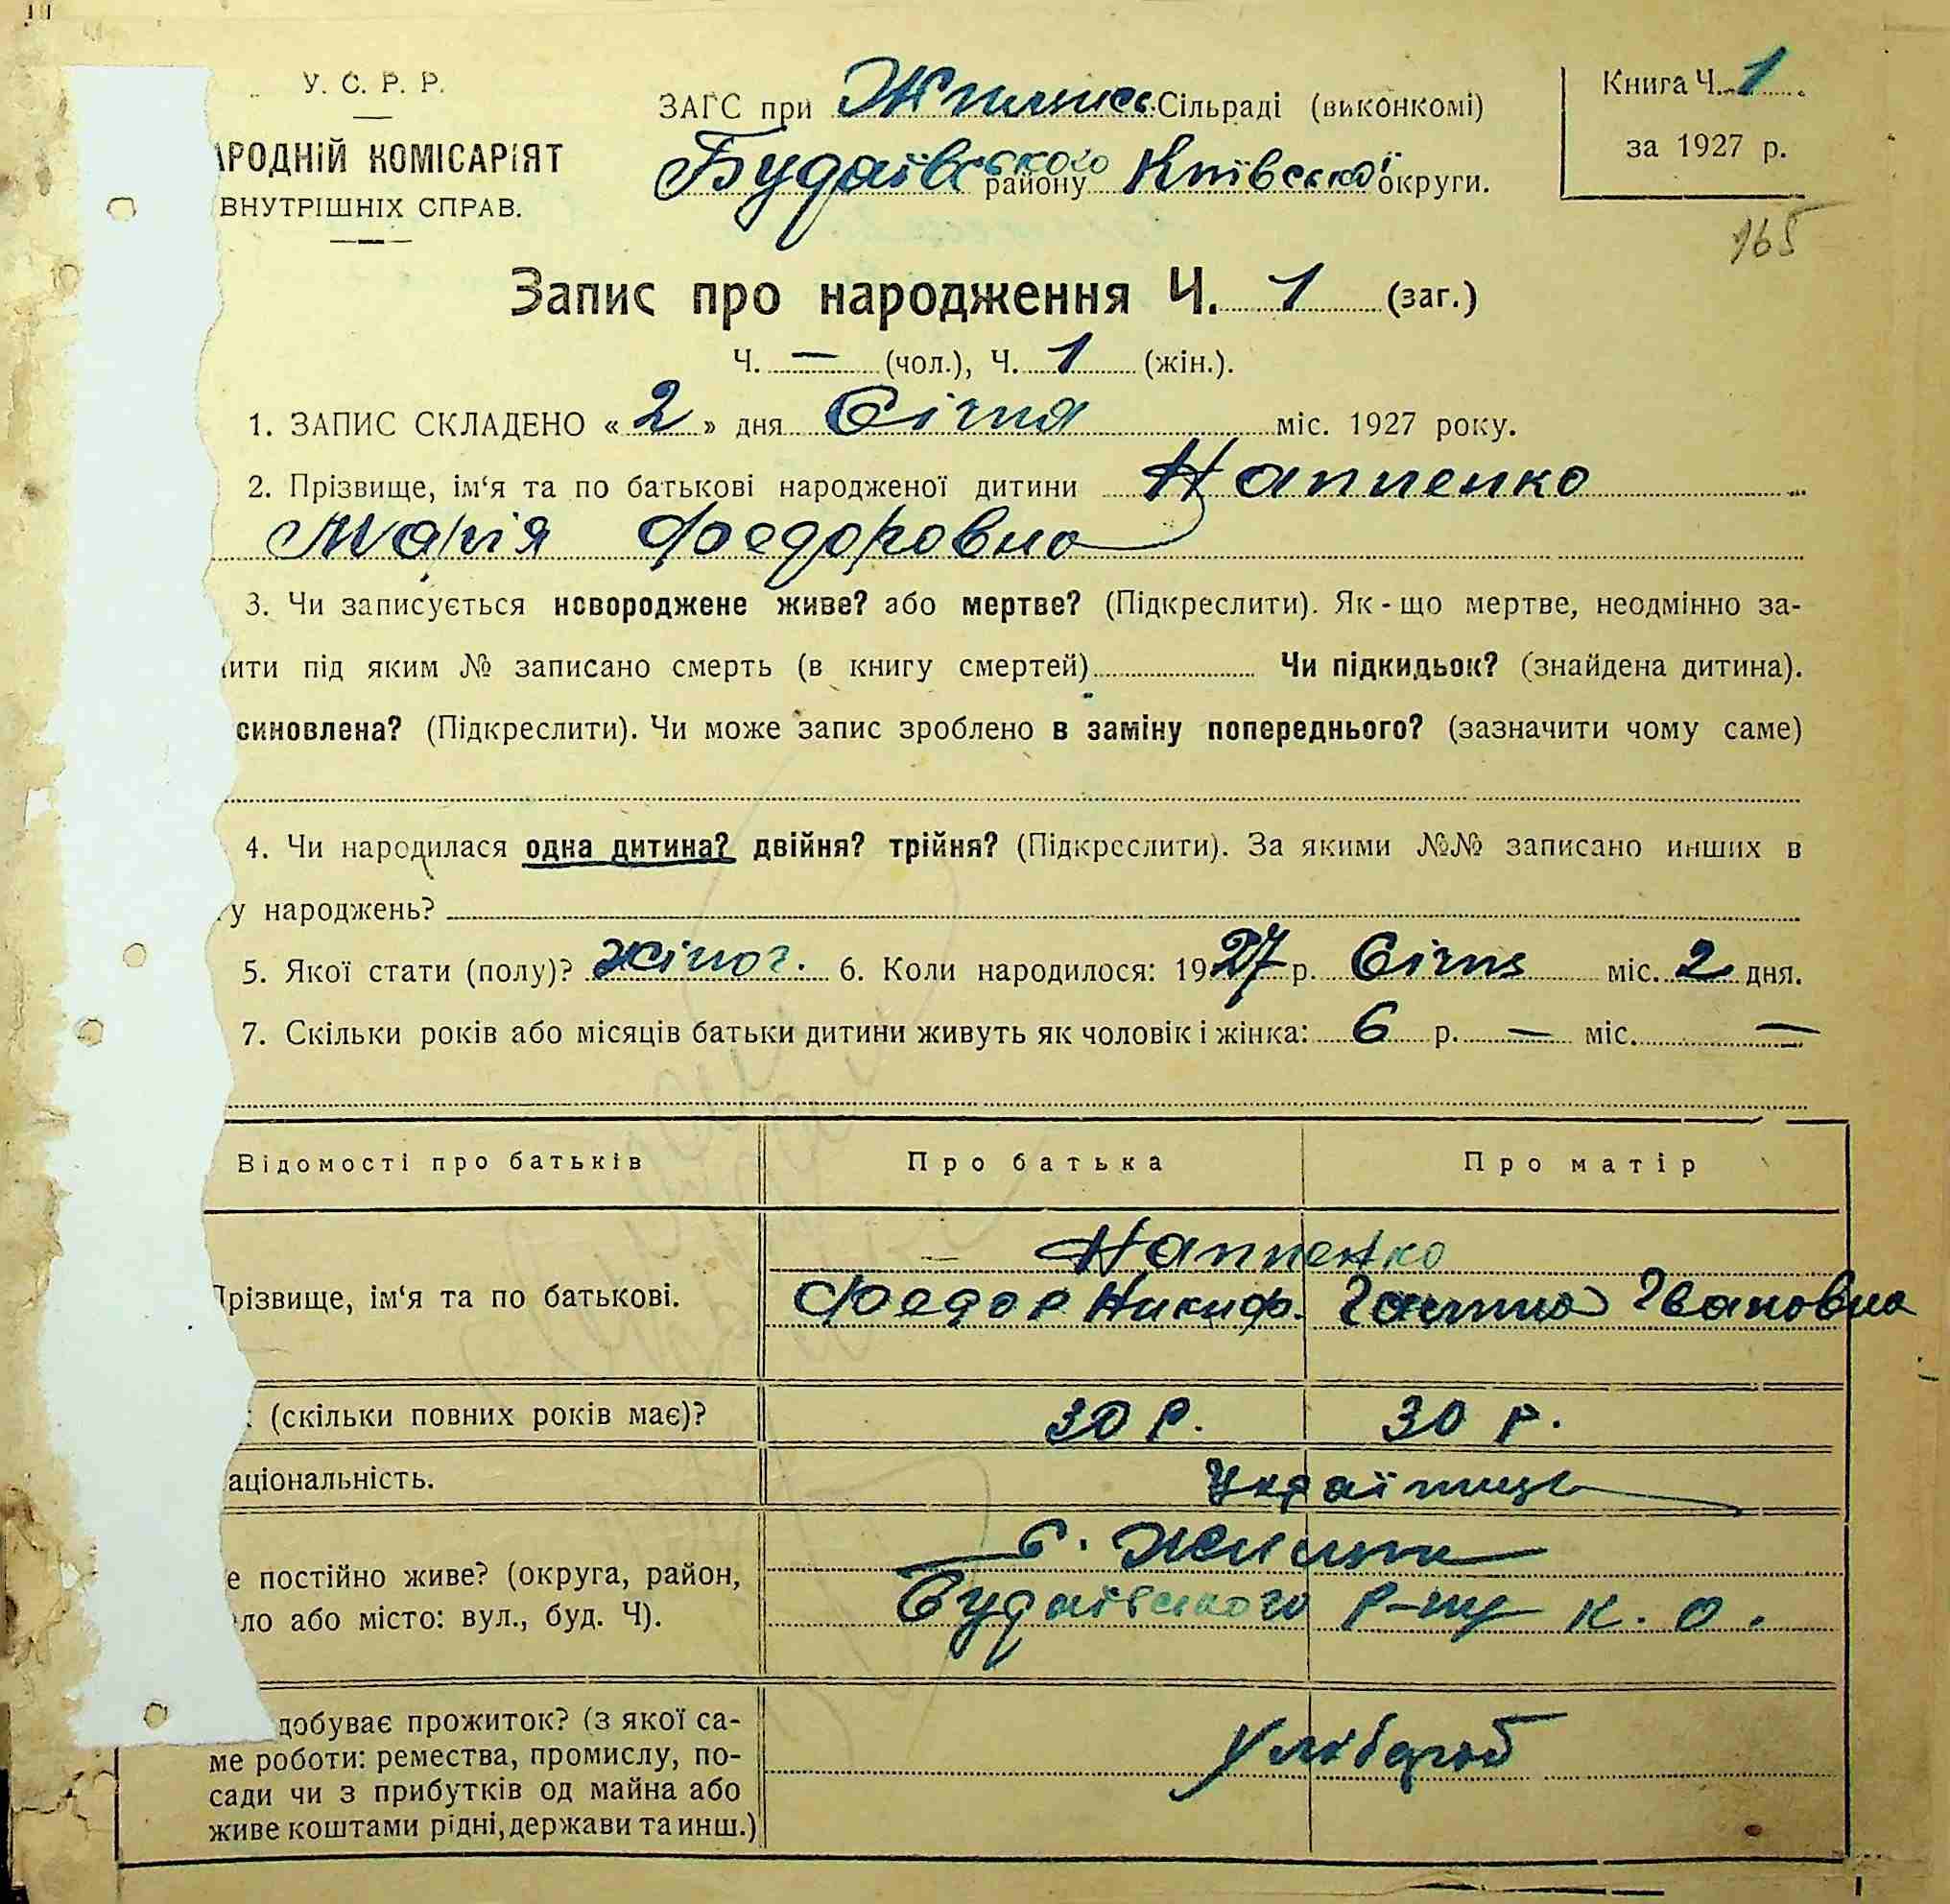 У. С. Р. Р.
АРОДНІЙ КОМІСАРІЯТ
ВНУТРІШНІХ СПРАВ.
ЗАГС при Сільраді (виконкомі)
Будаївського району Київської округи.
Книга Ч. 1
за 1927 р.
165
Запис про народження Ч. 1 (заг.)
Ч. — (чол.), Ч. 1 (жін.).
1. ЗАПИС СКЛАДЕНО « 2 » дня Січня міс. 1927 року.
2. Прізвище, ім‘я та по батькові народженої дитини
Марія Федоровна
3. Чи записується новороджене живе? або мертве? (Підкреслити). Як-що мертве, неодмінно за-
ити під яким № записано смерть (в книгу смертей) Чи підкидьок? (знайдена дитина).
синовлена? (Підкреслити). Чи може запис зроблено в заміну попереднього? (зазначити чому саме)
4. Чи народилася одна дитина? двійня? трійня? (Підкреслити). За якими №№ записано инших в
у народжень?
5. Якої стати (полу)? жіноч. 6. Коли народилося: 1927 р. Січня міс. 2 дня.
7. Скільки років або місяців батьки дитини живуть як чоловік і жінка: 6 р. — міс. —
Відомості про батьків Про батька Про матір
Прізвище, ім‘я та по батькові.
Федор Никиф. Ганна Івановна
(скільки повних років має)? 30 р. 30 р.
аціональність. Українці
е постійно живе? (округа, район,
ло або місто: вул., буд. Ч).
с.
Будаївського р-ну К. О.
добуває прожиток? (з якої са-
ме роботи: ремества, промислу, по-
сади чи з прибутків од майна або
живе коштами рідні, держави та инш.)
У хлібороб